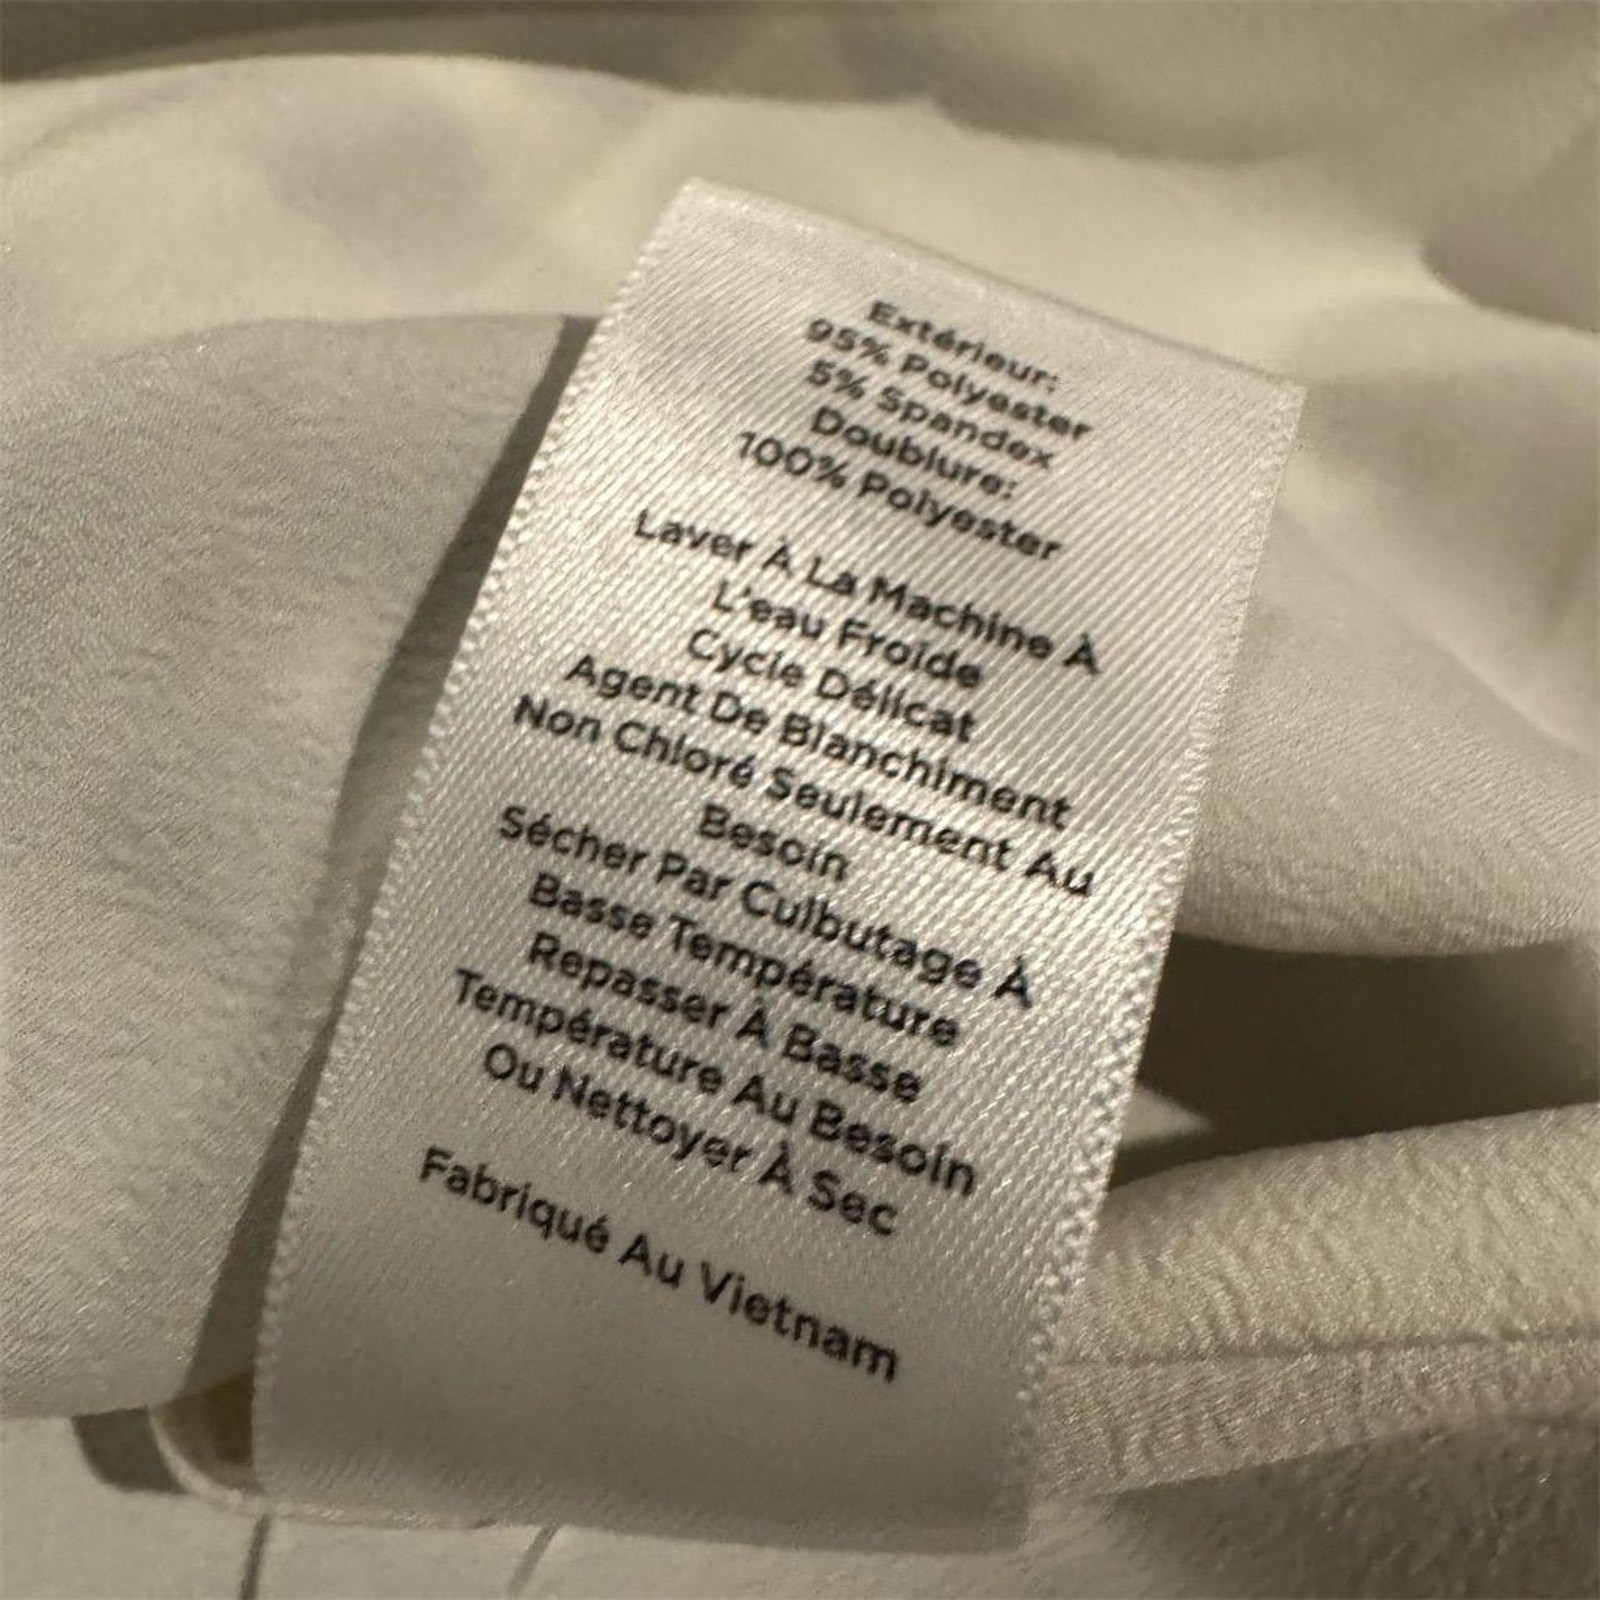 Extérieur:
95% Polyester
5% Spandex
Doublure:
100% Polyester
Laver À La Machine À
L'eau Froide
Cycle Délicat
Agent De Blanchiment
Non Chloré Seulement Au
Besoin
Sécher Par Culbutage À
Basse Température
Repasser À Basse
Température Au Besoin
Ou Nettoyer À Sec
Fabriqué Au Vietnam